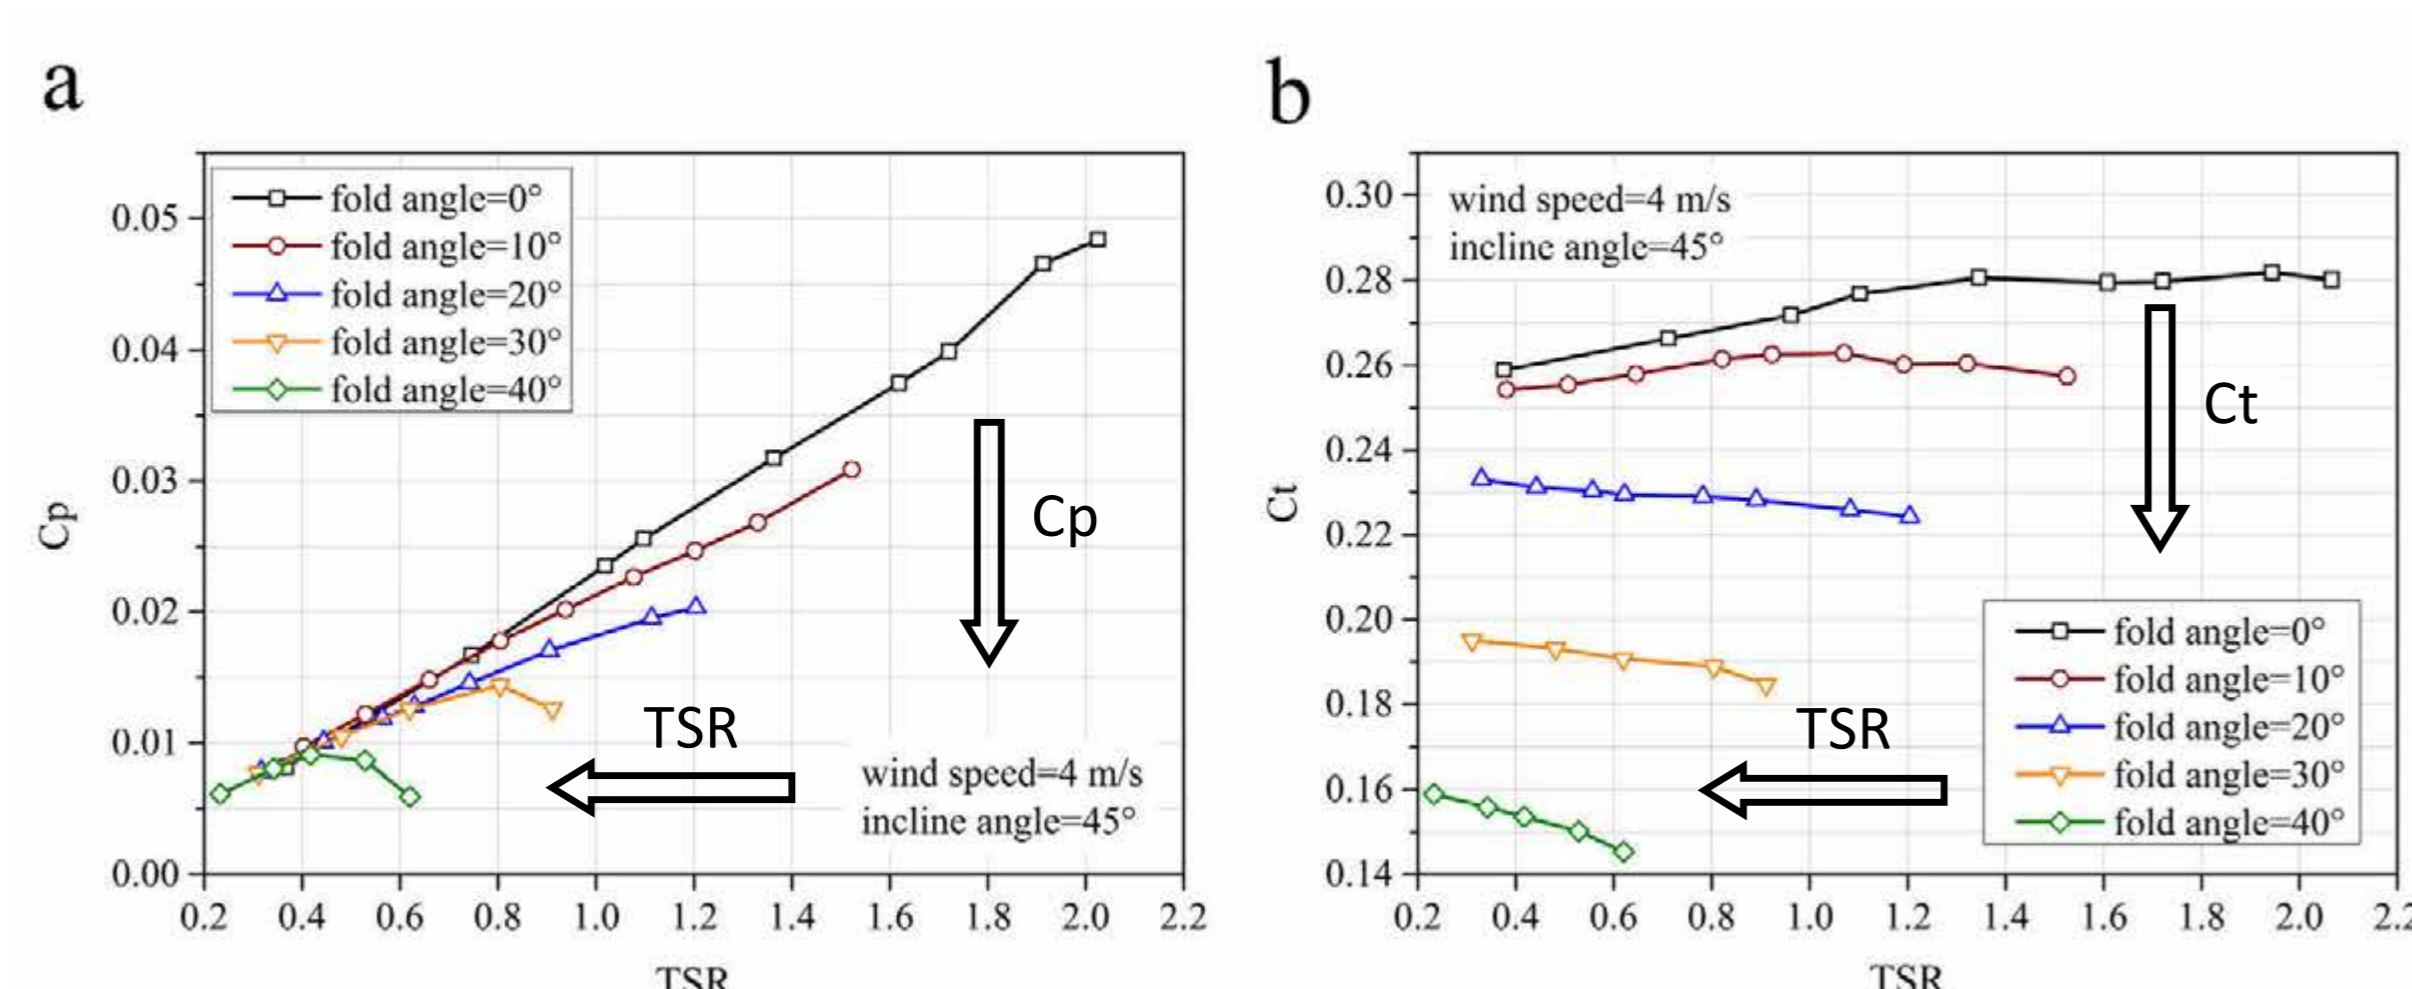 a
fold angle=0°
fold angle=10°
fold angle=20°
fold angle=30°
fold angle=40°
0.05
0.04
0.03
0.02
0.01
0.00
Cp
Cp
TSR
wind speed=4 m/s
incline angle=45°
0.2 0.4 0.6 0.8 1.0 1.2 1.4 1.6 1.8 2.0 2.2
TSR
b
wind speed=4 m/s
incline angle=45°
0.30
0.28
0.26
0.24
0.22
0.20
0.18
0.16
0.14
Ct
Ct
TSR
fold angle=0°
fold angle=10°
fold angle=20°
fold angle=30°
fold angle=40°
0.2 0.4 0.6 0.8 1.0 1.2 1.4 1.6 1.8 2.0 2.2
TSR